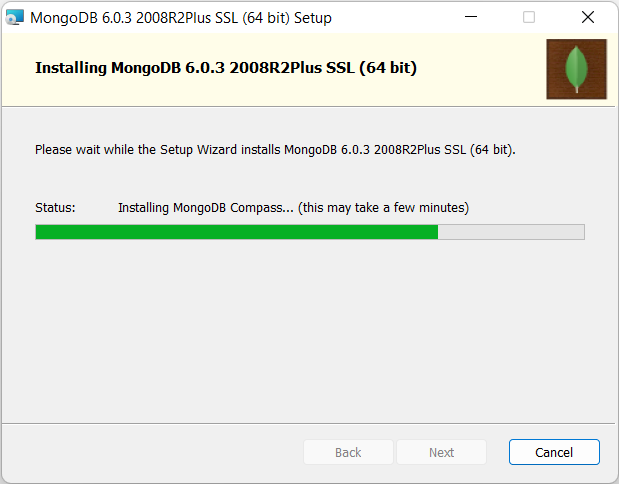 MongoDB 6.0.3 2008R2Plus SSL (64 bit) Setup
Installing MongoDB 6.0.3 2008R2Plus SSL (64 bit)
Please wait while the Setup Wizard installs MongoDB 6.0.3 2008R2Plus SSL (64 bit).
Status: Installing MongoDB Compass... (this may take a few minutes)
Back Next Cancel